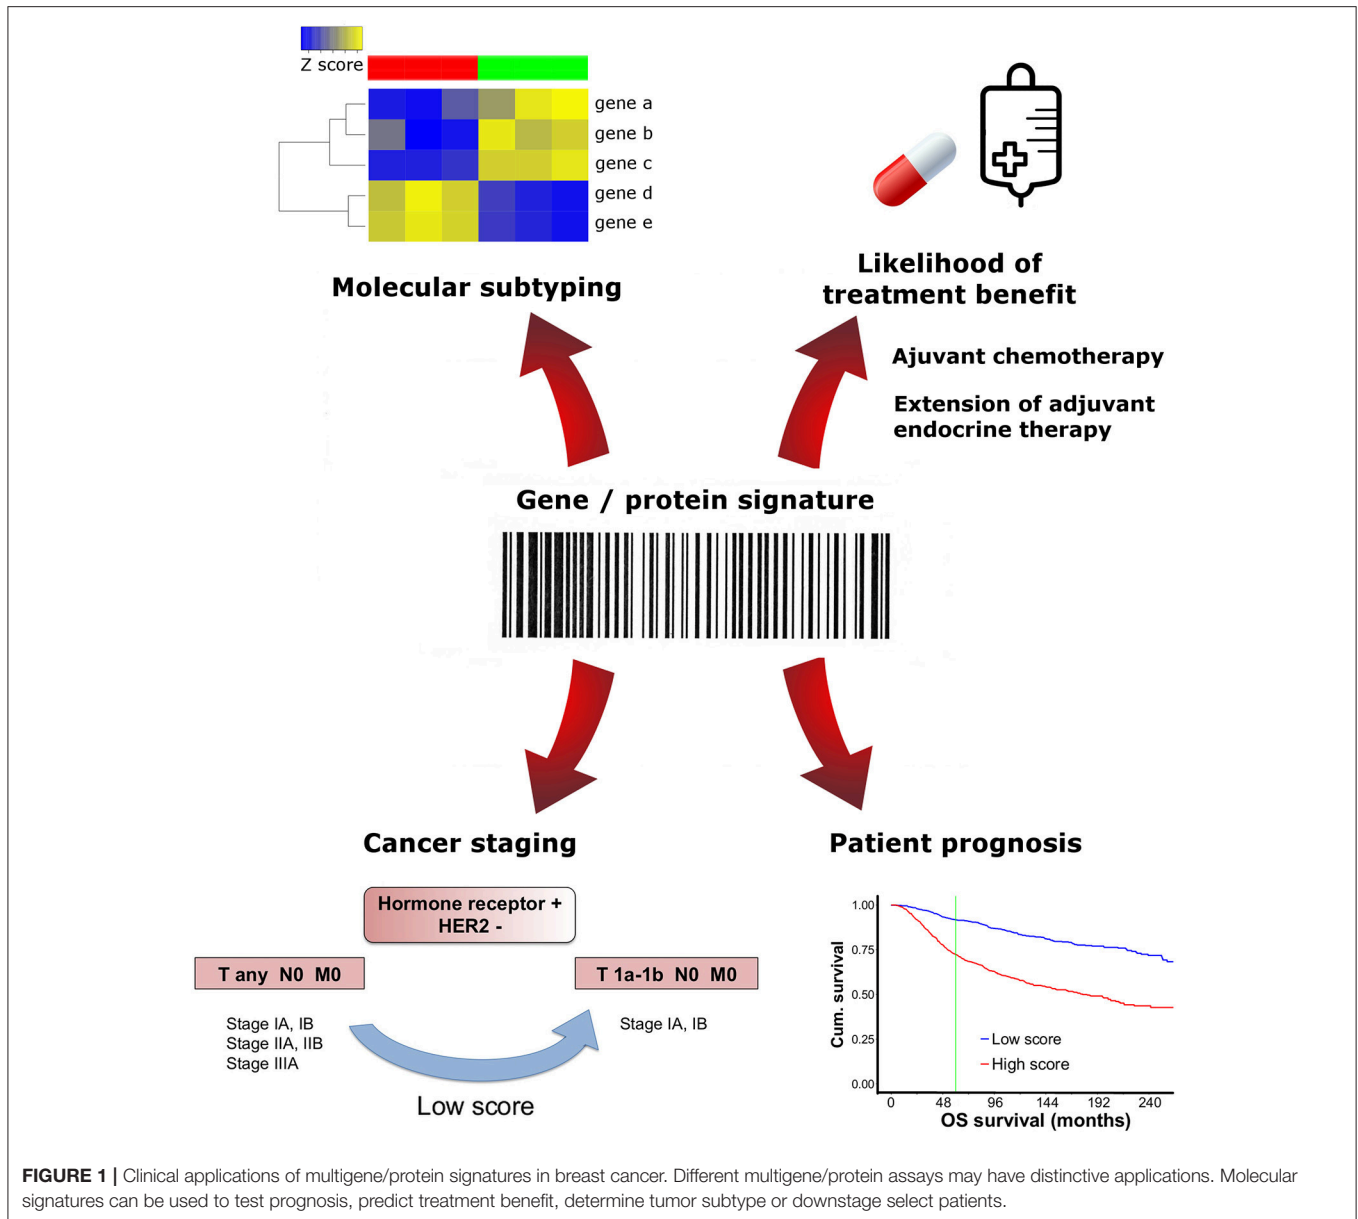 Z score
gene a
gene b
gene c
gene d
gene e
Molecular subtyping
Likelihood of
treatment benefit
Ajuvant chemotherapy
Extension of adjuvant
endocrine therapy
Gene / protein signature
Cancer staging
Hormone receptor +
HER2 -
T any N0 M0
T 1a-1b N0 M0
Stage IA, IB
Stage IIA, IIB
Stage IIIA
Stage IA, IB
Low score
Patient prognosis
Cum. survival
1.00
0.75
0.50
0.25
0.00
Low score
High score
0 48 96 144 192 240
OS survival (months)
FIGURE 1 | Clinical applications of multigene/protein signatures in breast cancer. Different multigene/protein assays may have distinctive applications. Molecular
signatures can be used to test prognosis, predict treatment benefit, determine tumor subtype or downstage select patients.